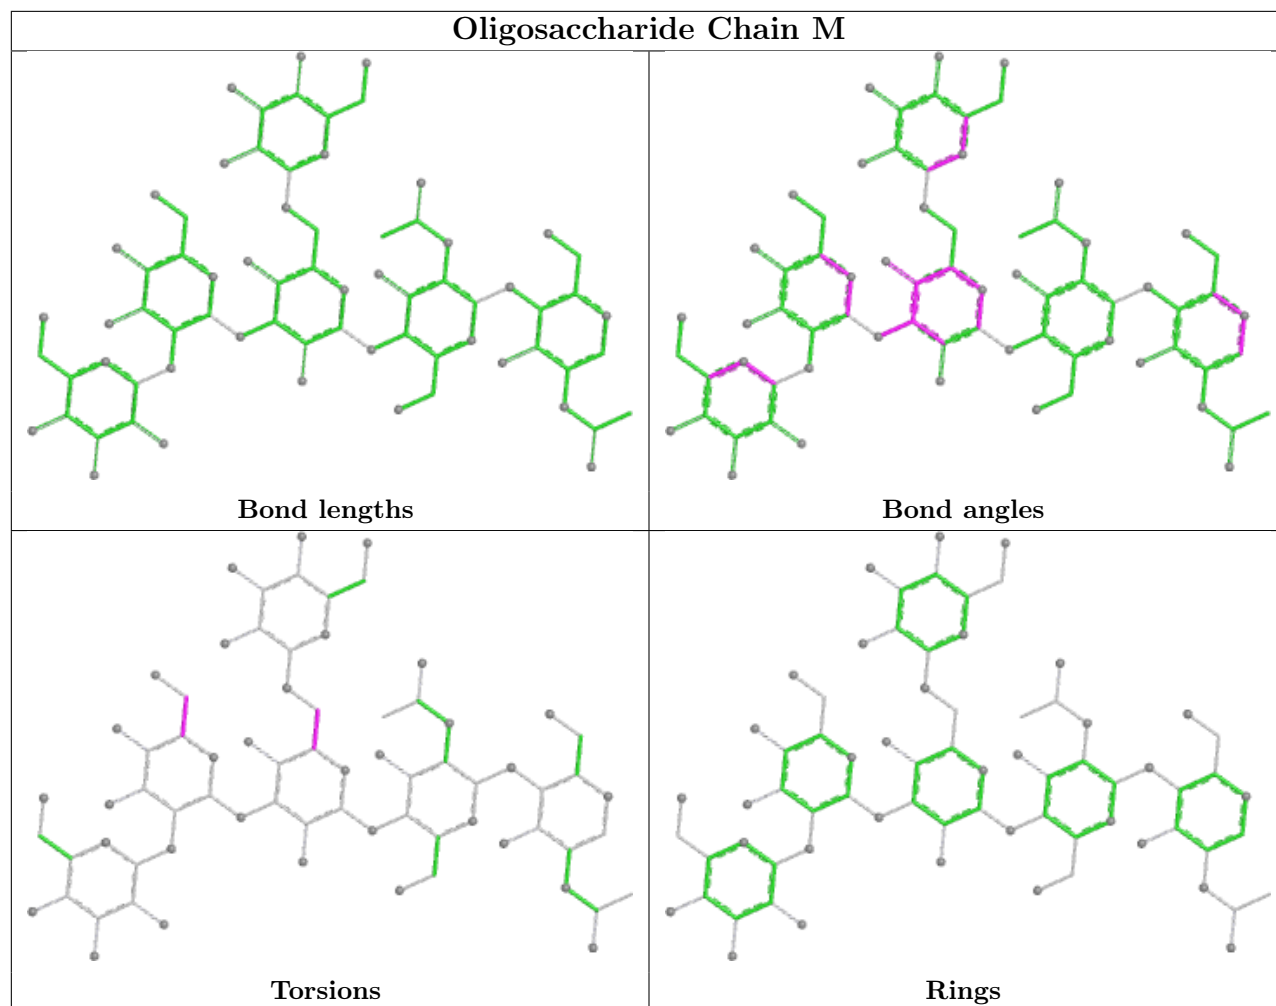 Oligosaccharide Chain M
Bond lengths
Bond angles
Torsions
Rings